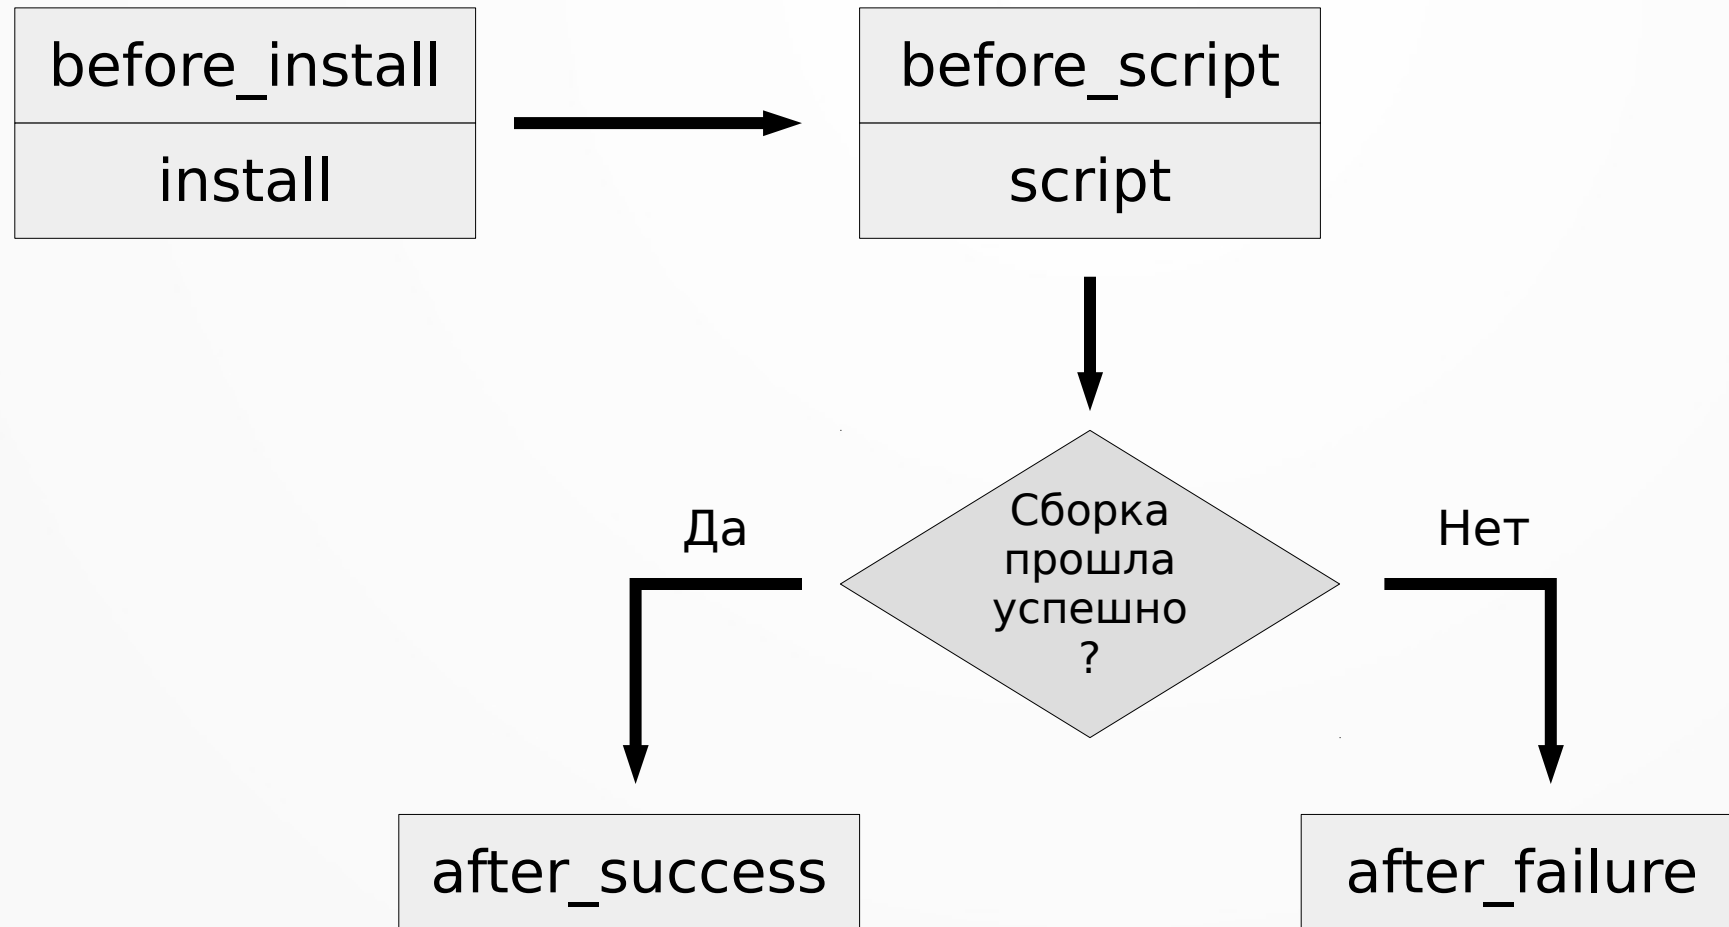 before_install
install
before_script
script
Сборка
прошла
успешно
?
Да
Нет
after_success
after_failure